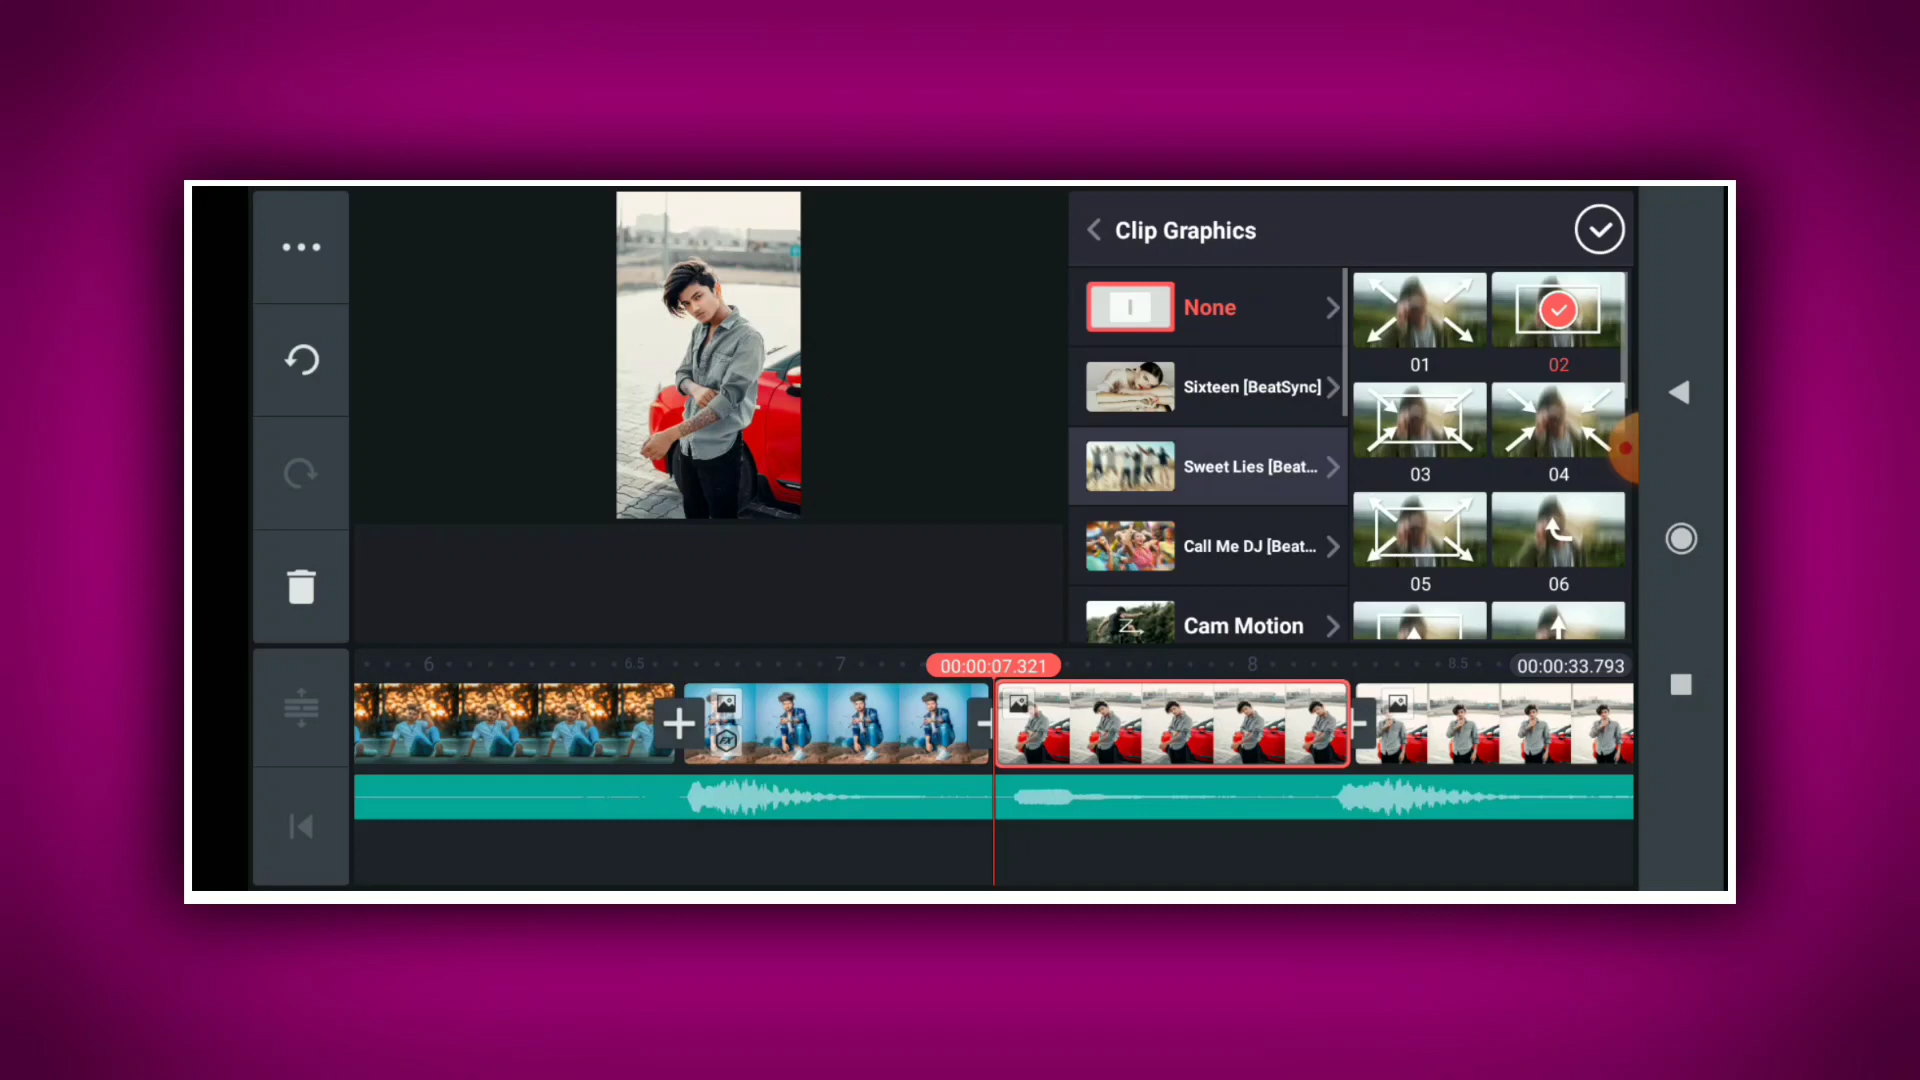 Clip Graphics
None
Sixteen [BeatSync]
Sweet Lies [Beat...
Call Me DJ [Beat...
Cam Motion
01
02
03
04
05
06
6
6.5
7
00:00:07.321
8
8.5
00:00:33.793
FX